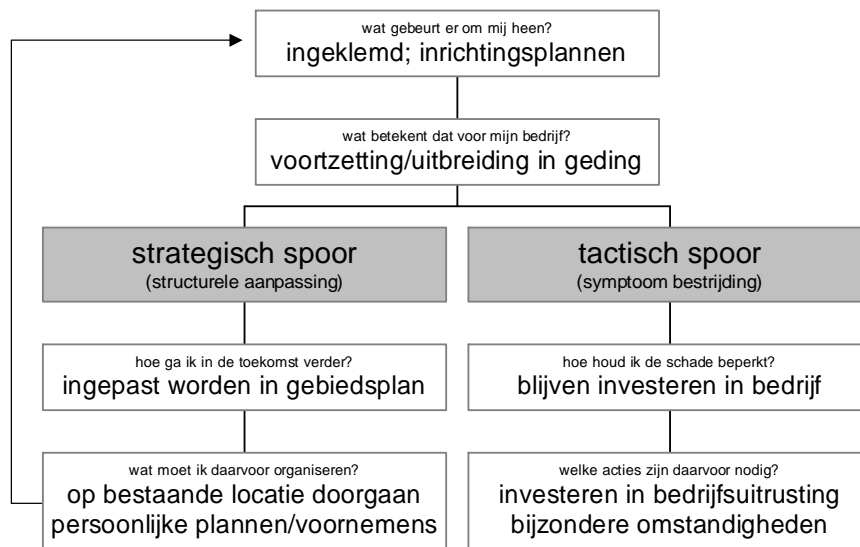 wat gebeurt er om mij heen?
ingeklemd; inrichtingsplannen
wat betekent dat voor mijn bedrijf?
voortzetting/uitbreiding in geding
strategisch spoor
(structurele aanpassing)
tactisch spoor
(symptoom bestrijding)
hoe ga ik in de toekomst verder?
ingepast worden in gebiedsplan
hoe houd ik de schade beperkt?
blijven investeren in bedrijf
wat moet ik daarvoor organiseren?
op bestaande locatie doorgaan
persoonlijke plannen/voornemens
welke acties zijn daarvoor nodig?
investeren in bedrijfsuitrusting
bijzondere omstandigheden